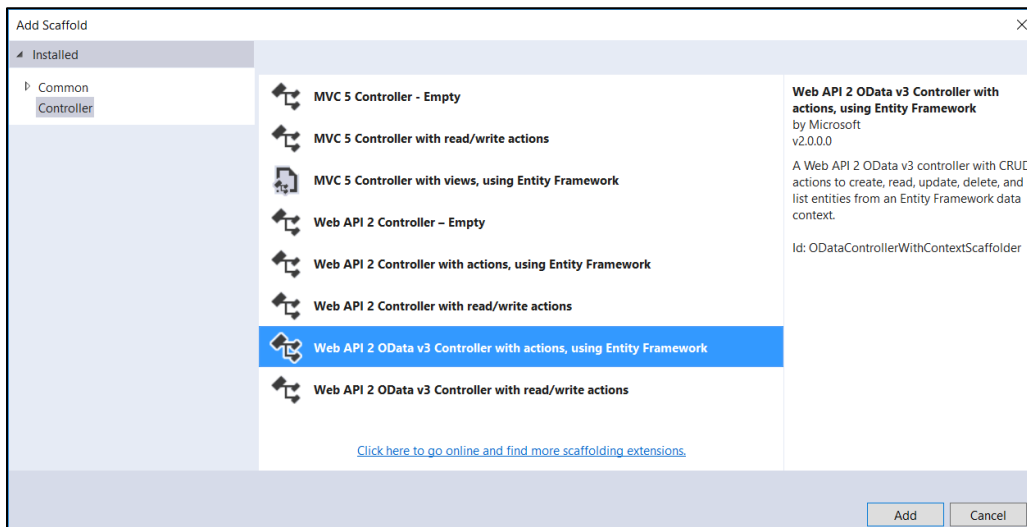 Add Scaffold
Installed
Common
Controller
MVC 5 Controller - Empty
MVC 5 Controller with read/write actions
MVC 5 Controller with views, using Entity Framework
Web API 2 Controller – Empty
Web API 2 Controller with actions, using Entity Framework
Web API 2 Controller with read/write actions
Web API 2 OData v3 Controller with actions, using Entity Framework
Web API 2 OData v3 Controller with read/write actions
Click here to go online and find more scaffolding extensions.
Web API 2 OData v3 Controller with
actions, using Entity Framework
by Microsoft
v2.0.0.0
A Web API 2 OData v3 controller with CRUD
actions to create, read, update, delete, and
list entities from an Entity Framework data
context.
Id: ODataControllerWithContextScaffolder
Add
Cancel